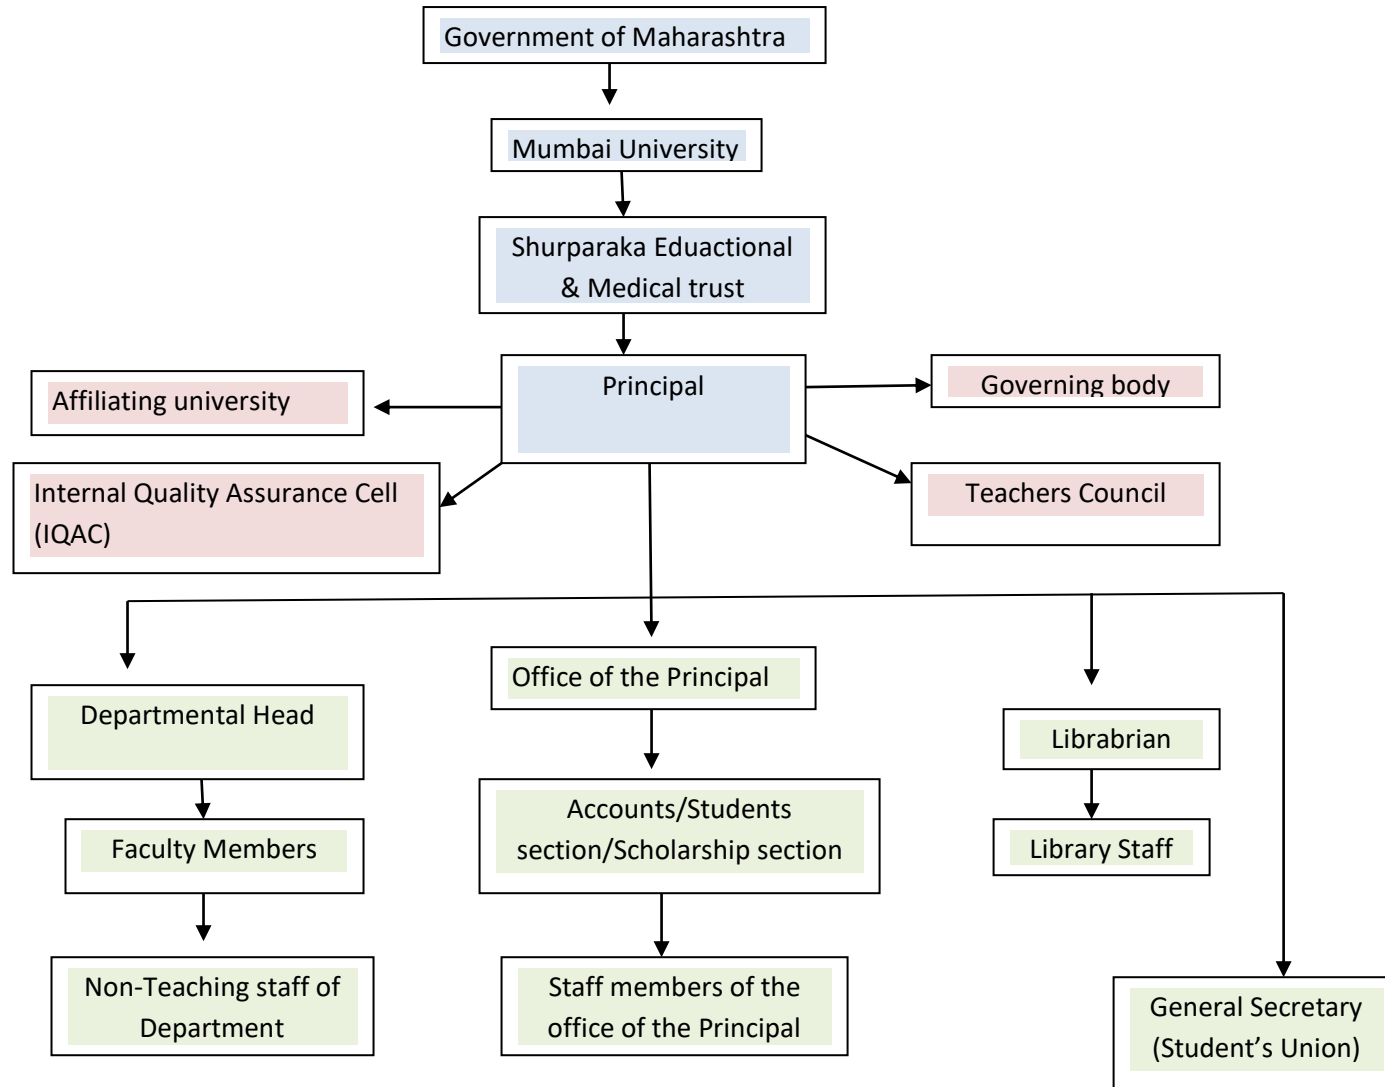 Government of Maharashtra
Mumbai University
Shurparaka Eduactional
& Medical trust
Principal
Affiliating university
Governing body
Internal Quality Assurance Cell
(IQAC)
Teachers Council
Office of the Principal
Departmental Head
Librabrian
Accounts/Students
section/Scholarship section
Faculty Members
Library Staff
Non-Teaching staff of
Department
Staff members of the
office of the Principal
General Secretary
(Student’s Union)